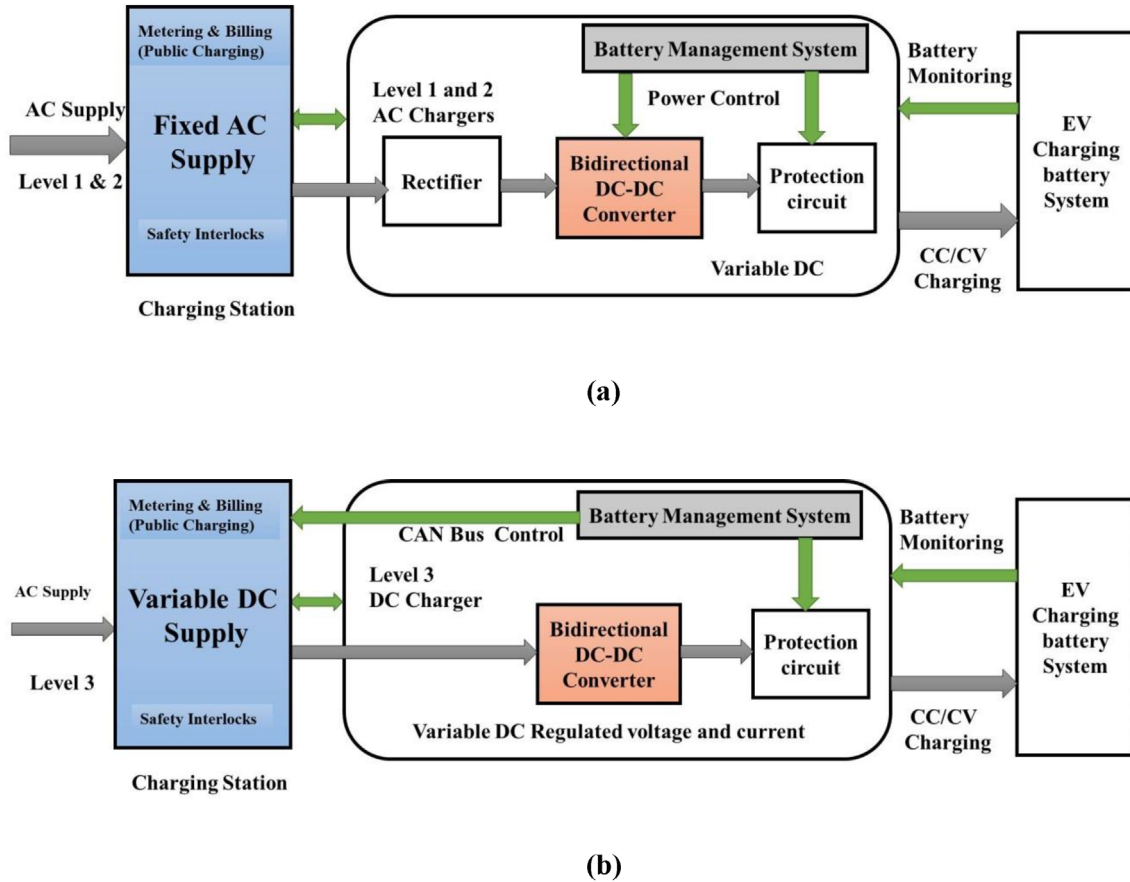 Metering & Billing
(Public Charging)
AC Supply
Level 1 & 2
Fixed AC
Supply
Safety Interlocks
Charging Station
Battery Management System
Level 1 and 2
AC Chargers
Power Control
Rectifier
Bidirectional
DC-DC
Converter
Protection
circuit
Variable DC
Battery
Monitoring
CC/CV
Charging
EV
Charging
battery
System
(a)
Metering & Billing
(Public Charging)
AC Supply
Level 3
Variable DC
Supply
Safety Interlocks
Charging Station
Battery Management System
CAN Bus Control
Level 3
DC Charger
Bidirectional
DC-DC
Converter
Protection
circuit
Variable DC Regulated voltage and current
Battery
Monitoring
CC/CV
Charging
EV
Charging
battery
System
(b)